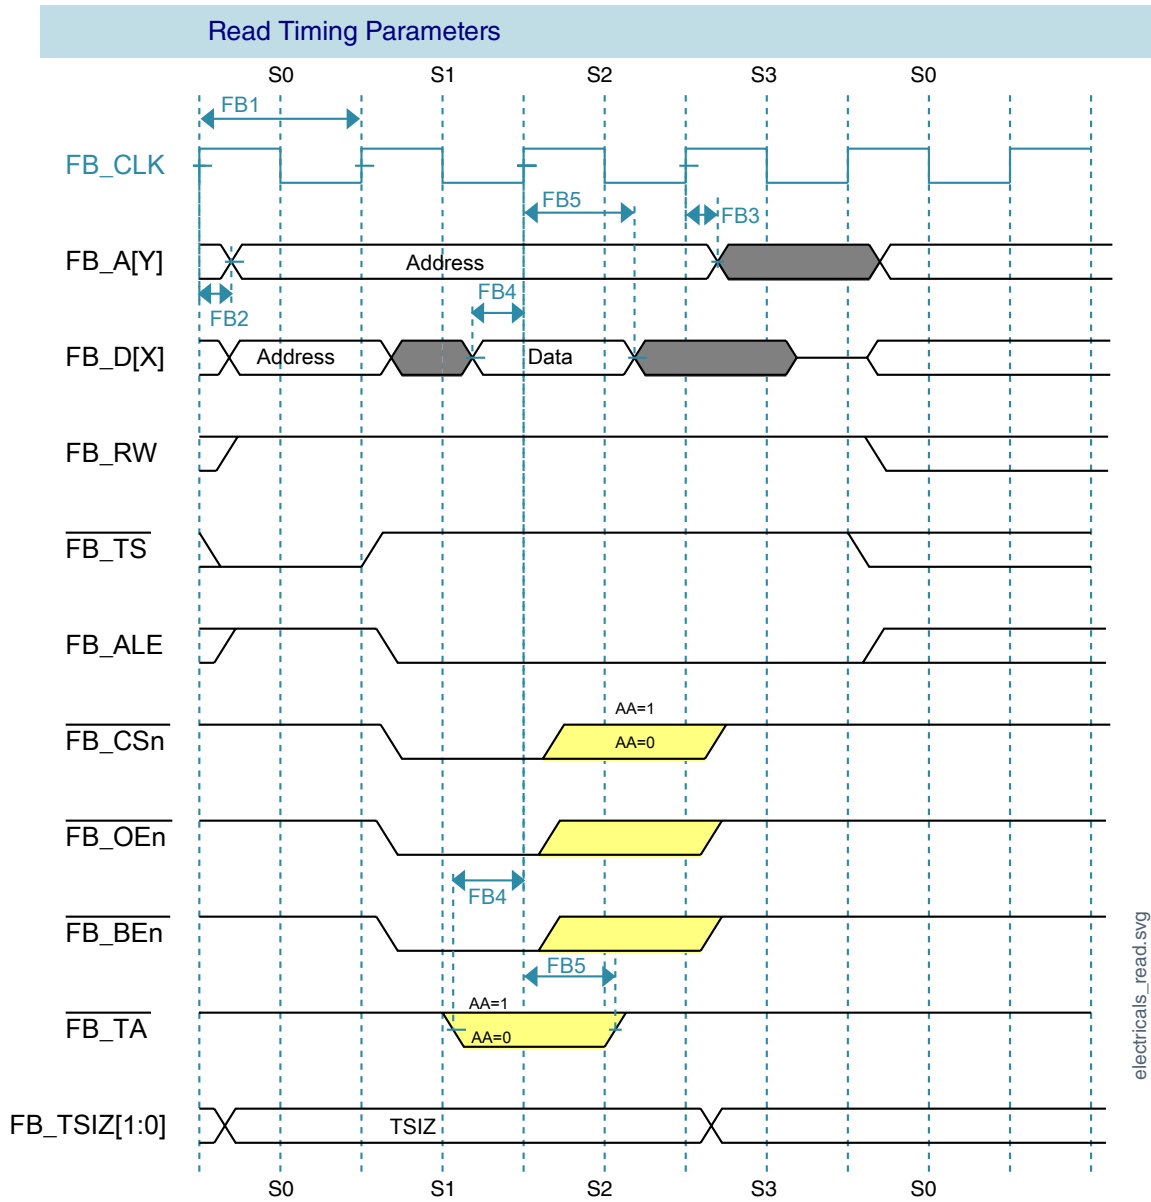 Read Timing Parameters
S0 S1 S2 S3 S0
FB1
FB_CLK
FB5
FB3
FB_A[Y]
Address
FB2
FB4
FB_D[X]
Address
Data
FB_RW
FB_TS
FB_ALE
AA=1
FB_CSn
AA=0
FB_OEn
FB4
FB_BEn
FB5
AA=1
FB_TA
AA=0
FB_TSIZ[1:0]
TSIZ
S0 S1 S2 S3 S0
electricals_read.svg